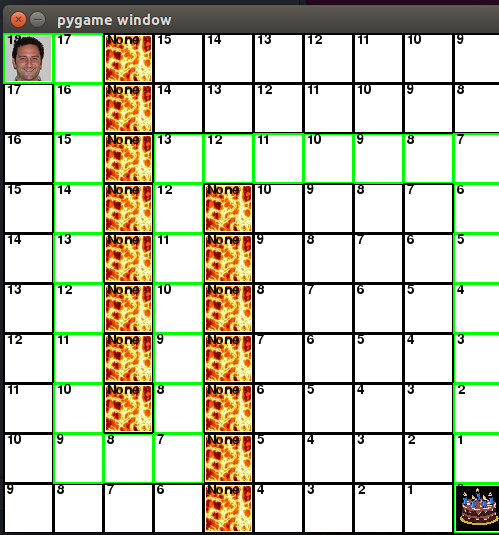 pygame window
18 17 None 15 14 13 12 11 10 9
17 16 None 14 13 12 11 10 9 8
16 15 None 13 12 11 10 9 8 7
15 14 None 12 None 10 9 8 7 6
14 13 None 11 None 9 8 7 6 5
13 12 None 10 None 8 7 6 5 4
12 11 None 9 None 7 6 5 4 3
11 10 None 8 None 6 5 4 3 2
10 9 8 7 None 5 4 3 2 1
9 8 7 6 None 4 3 2 1